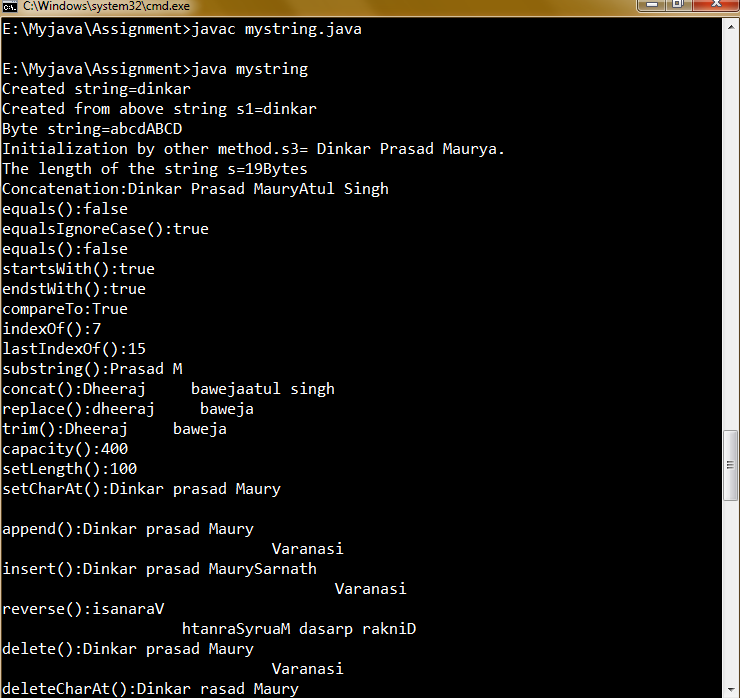 C:\Windows\system32\cmd.exe
E:\Myjava\Assignment>javac mystring.java
E:\Myjava\Assignment>java mystring
Created string=dinkar
Created from above string s1=dinkar
Byte string=abcdABCD
Initialization by other method.s3= Dinkar Prasad Maurya.
The length of the string s=19Bytes
Concatenation:Dinkar Prasad MauryAtul Singh
equals():false
equalsIgnoreCase():true
equals():false
startsWith():true
endstWith():true
compareTo:True
indexOf():7
lastIndexOf():15
substring():Prasad M
concat():Dheeraj     bawejaatul singh
replace():dheeraj     baweja
trim():Dheeraj     baweja
capacity():400
setLength():100
setCharAt():Dinkar prasad Maury
append():Dinkar prasad Maury
Varanasi
insert():Dinkar prasad MaurySarnath
Varanasi
reverse():isanaraV
htanraSyruaM dasarp rakniD
delete():Dinkar prasad Maury
Varanasi
deleteCharAt():Dinkar rasad Maury